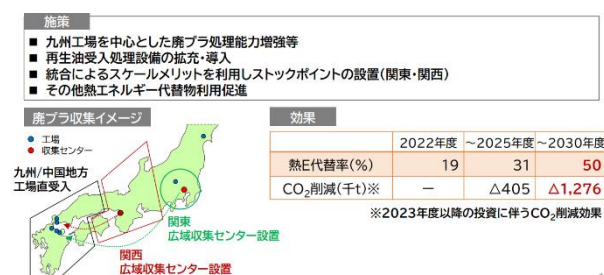 施策
■ 九州工場を中心とした廃プラ処理能力増強等
■ 再生油受入処理設備の拡充・導入
■ 統合によるスケールメリットを利用しストックポイントの設置(関東・関西)
■ その他熱エネルギー代替物利用促進
廃プラ収集イメージ
● 工場
● 収集センター
九州/中国地方
工場直受入
関東
広域収集センター設置
関西
広域収集センター設置
効果
2022年度 ~2025年度 ~2030年度
熱E代替率(%) 19 31 50
CO₂削減(千t)※ － △405 △1,276
※2023年度以降の投資に伴うCO₂削減効果